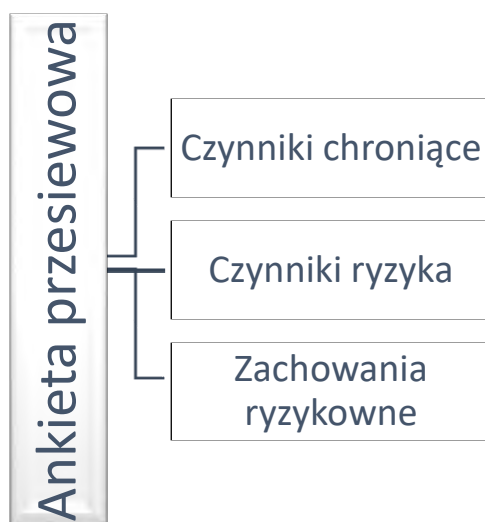 Ankieta przesiewowa
Czynniki chroniące
Czynniki ryzyka
Zachowania
ryzykowne